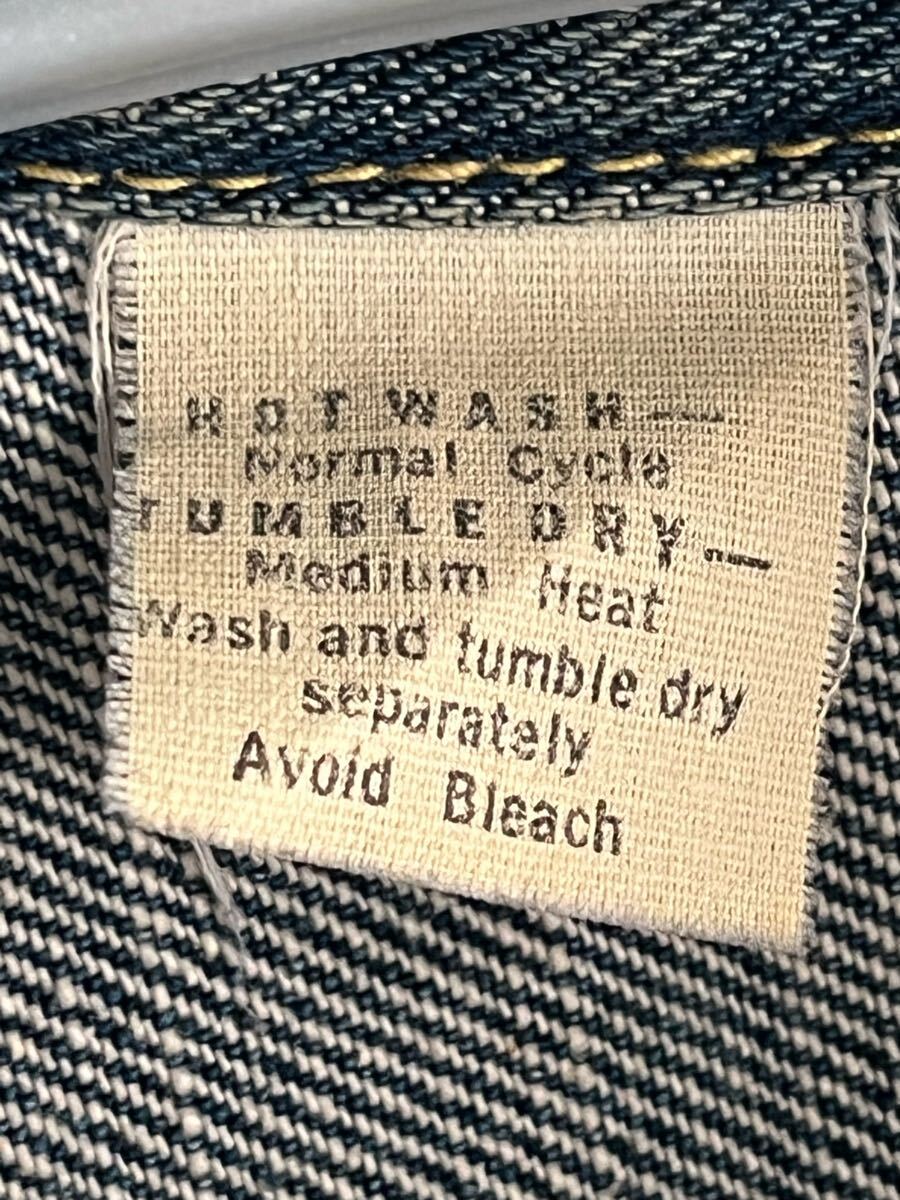 HOT WASH—
Normal Cycle
TUMBLE DRY—
Medium Heat
Wash and tumble dry
separately
Avoid Bleach